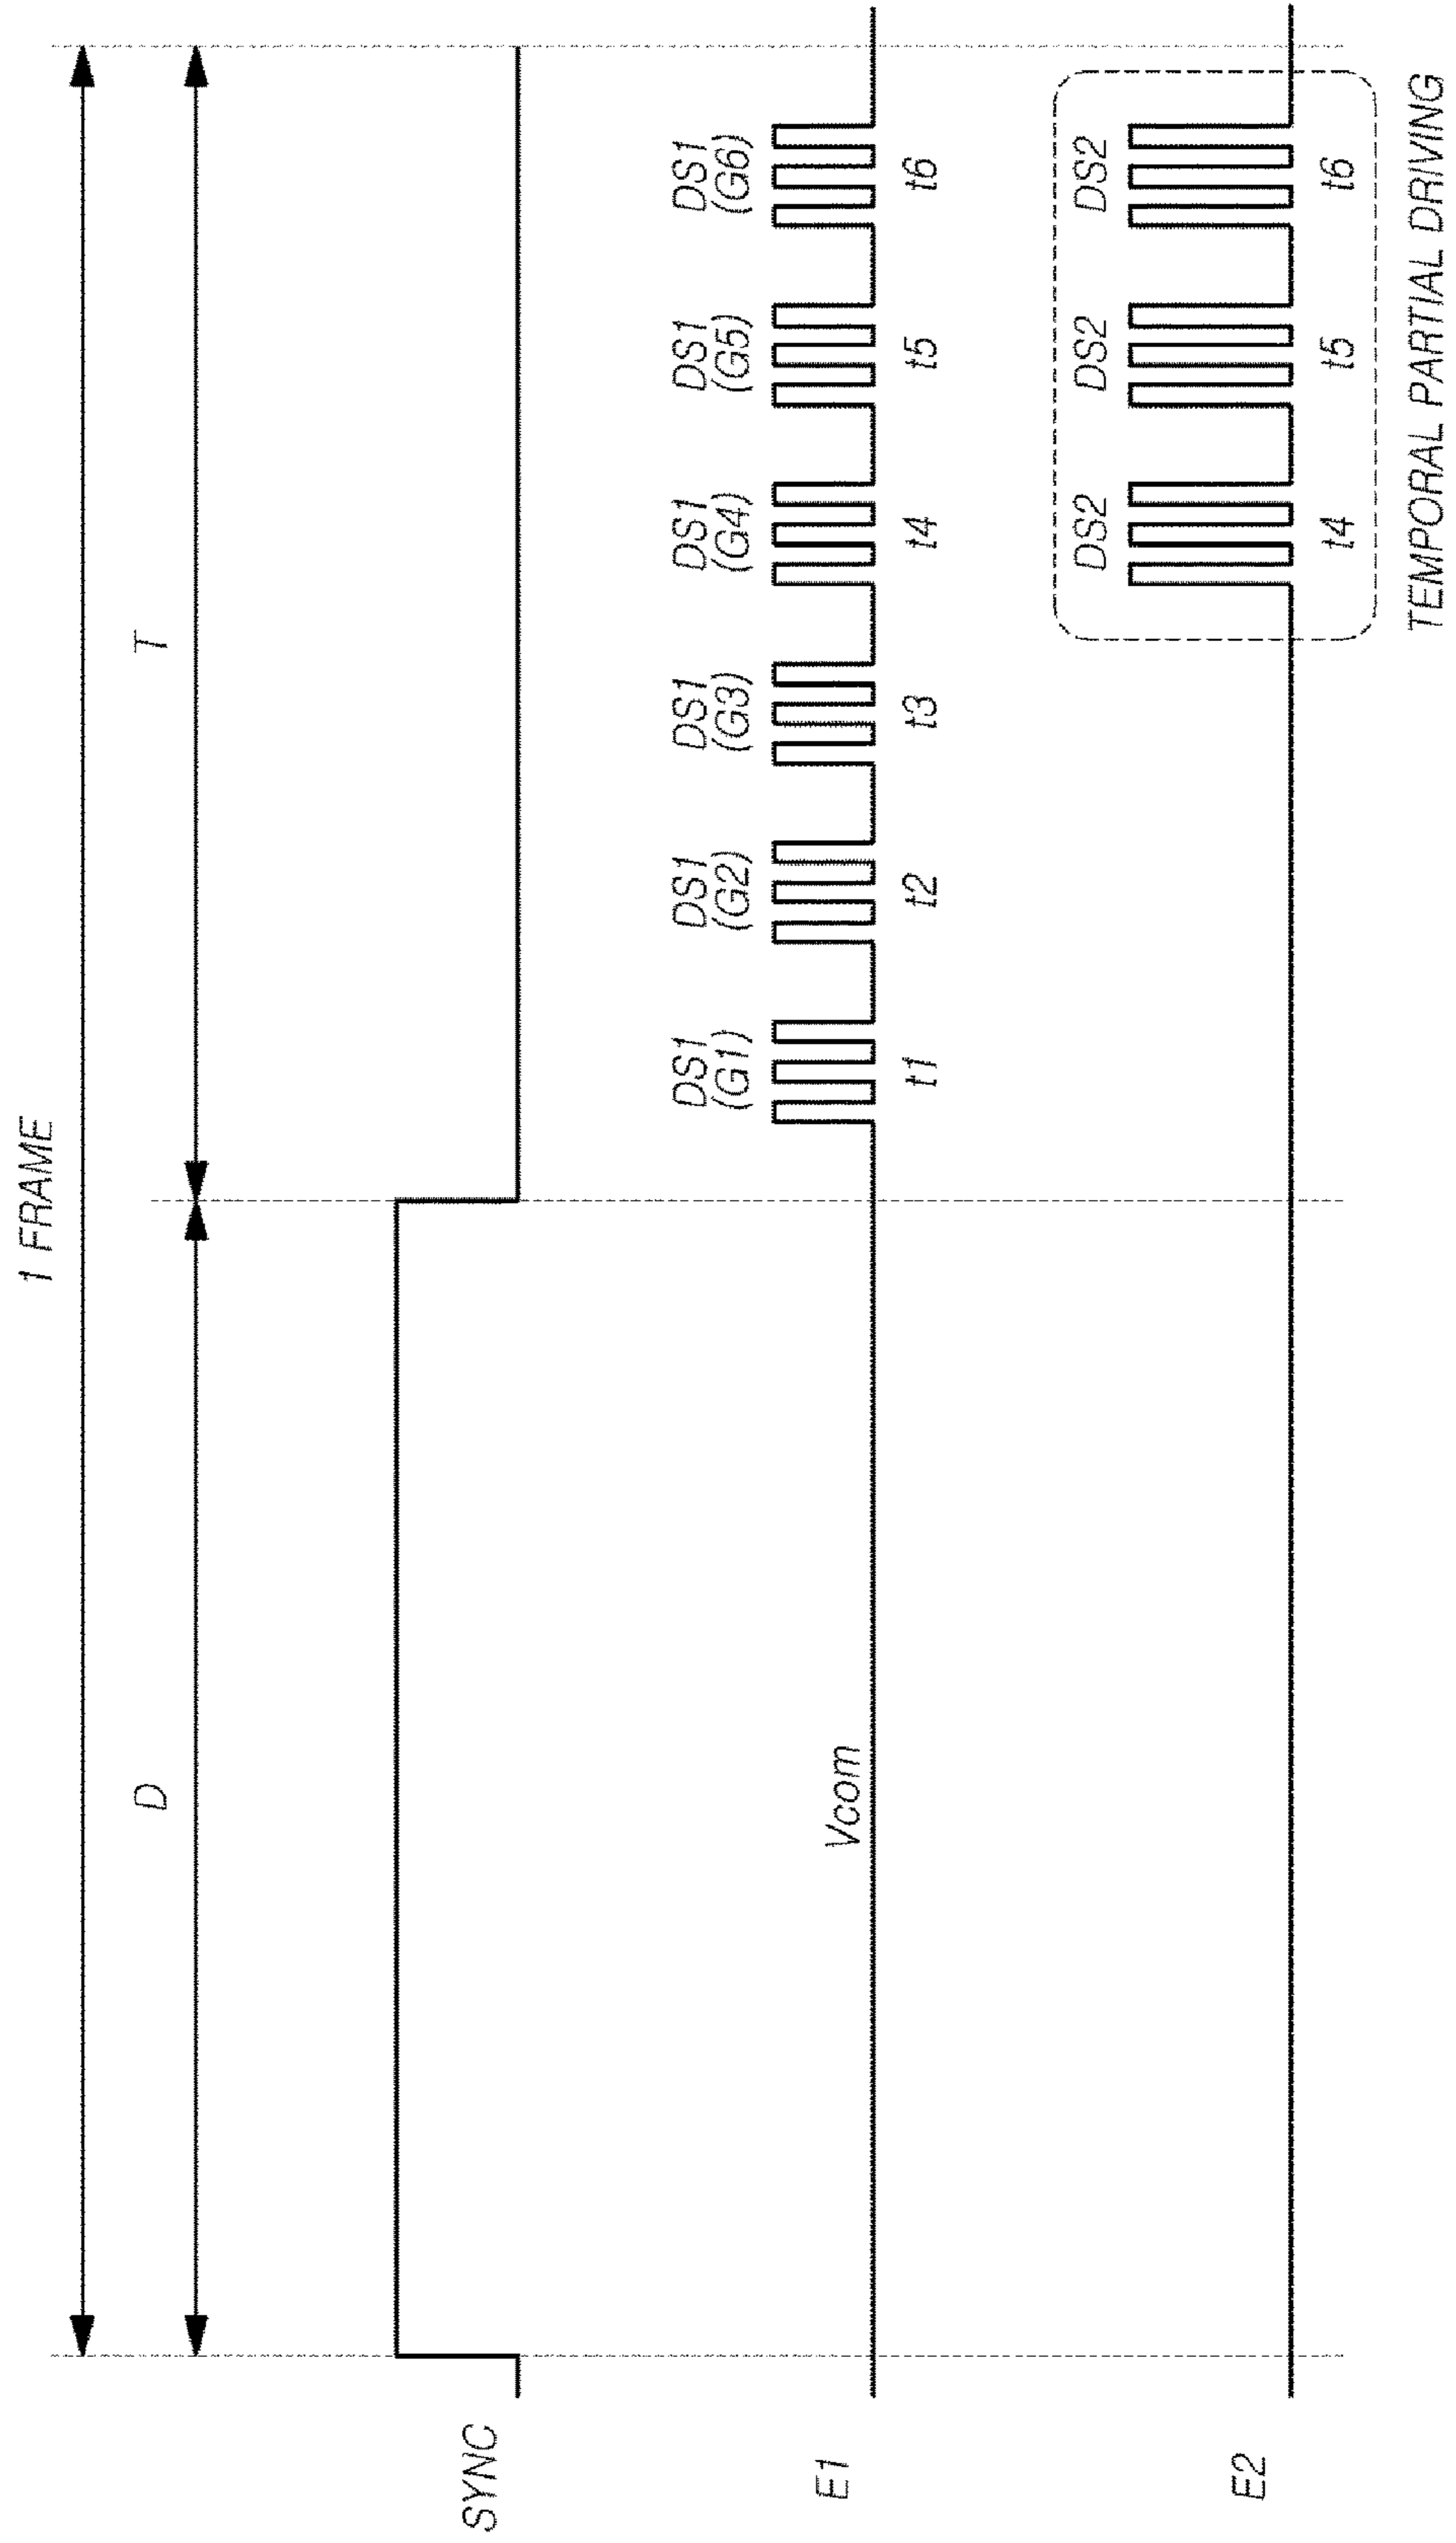 1 FRAME
D
T
SYNC
E1
Vcom
DS1
(G1)
t1
DS1
(G2)
t2
DS1
(G3)
t3
DS1
(G4)
t4
DS1
(G5)
t5
DS1
(G6)
t6
E2
DS2
t4
DS2
t5
DS2
t6
TEMPORAL PARTIAL DRIVING